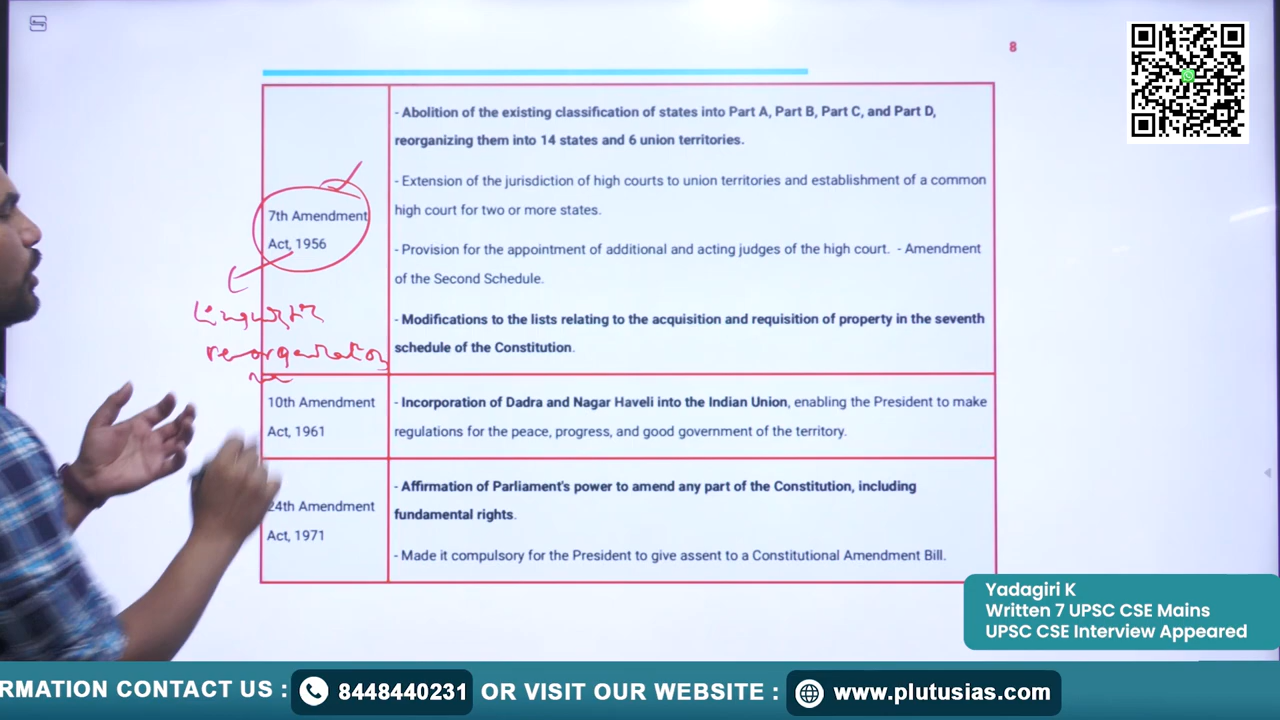 8
- Abolition of the existing classification of states into Part A, Part B, Part C, and Part D,
reorganizing them into 14 states and 6 union territories.
- Extension of the jurisdiction of high courts to union territories and establishment of a common
high court for two or more states.
7th Amendment
Act, 1956
- Provision for the appointment of additional and acting judges of the high court. - Amendment
of the Second Schedule.
Linguistic
reorganization
- Modifications to the lists relating to the acquisition and requisition of property in the seventh
schedule of the Constitution.
10th Amendment
Act, 1961
- Incorporation of Dadra and Nagar Haveli into the Indian Union, enabling the President to make
regulations for the peace, progress, and good government of the territory.
24th Amendment
Act, 1971
- Affirmation of Parliament's power to amend any part of the Constitution, including
fundamental rights.
- Made it compulsory for the President to give assent to a Constitutional Amendment Bill.
Yadagiri K
Written 7 UPSC CSE Mains
UPSC CSE Interview Appeared
RMATION CONTACT US : 8448440231 OR VISIT OUR WEBSITE : www.plutusias.com